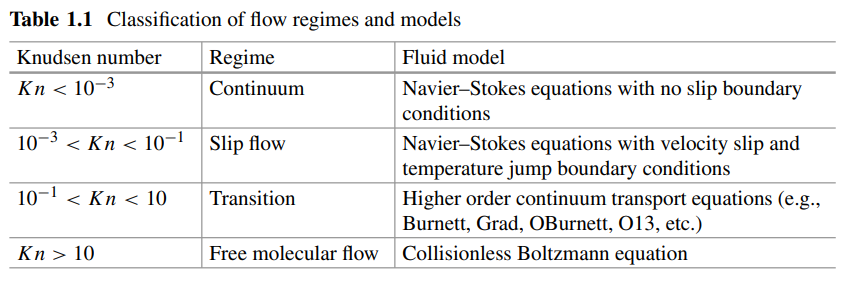 Table 1.1 Classification of flow regimes and models
Knudsen number Regime Fluid model
Kn < 10⁻³ Continuum Navier–Stokes equations with no slip boundary
conditions
10⁻³ < Kn < 10⁻¹ Slip flow Navier–Stokes equations with velocity slip and
temperature jump boundary conditions
10⁻¹ < Kn < 10 Transition Higher order continuum transport equations (e.g.,
Burnett, Grad, OBurnett, O13, etc.)
Kn > 10 Free molecular flow Collisionless Boltzmann equation